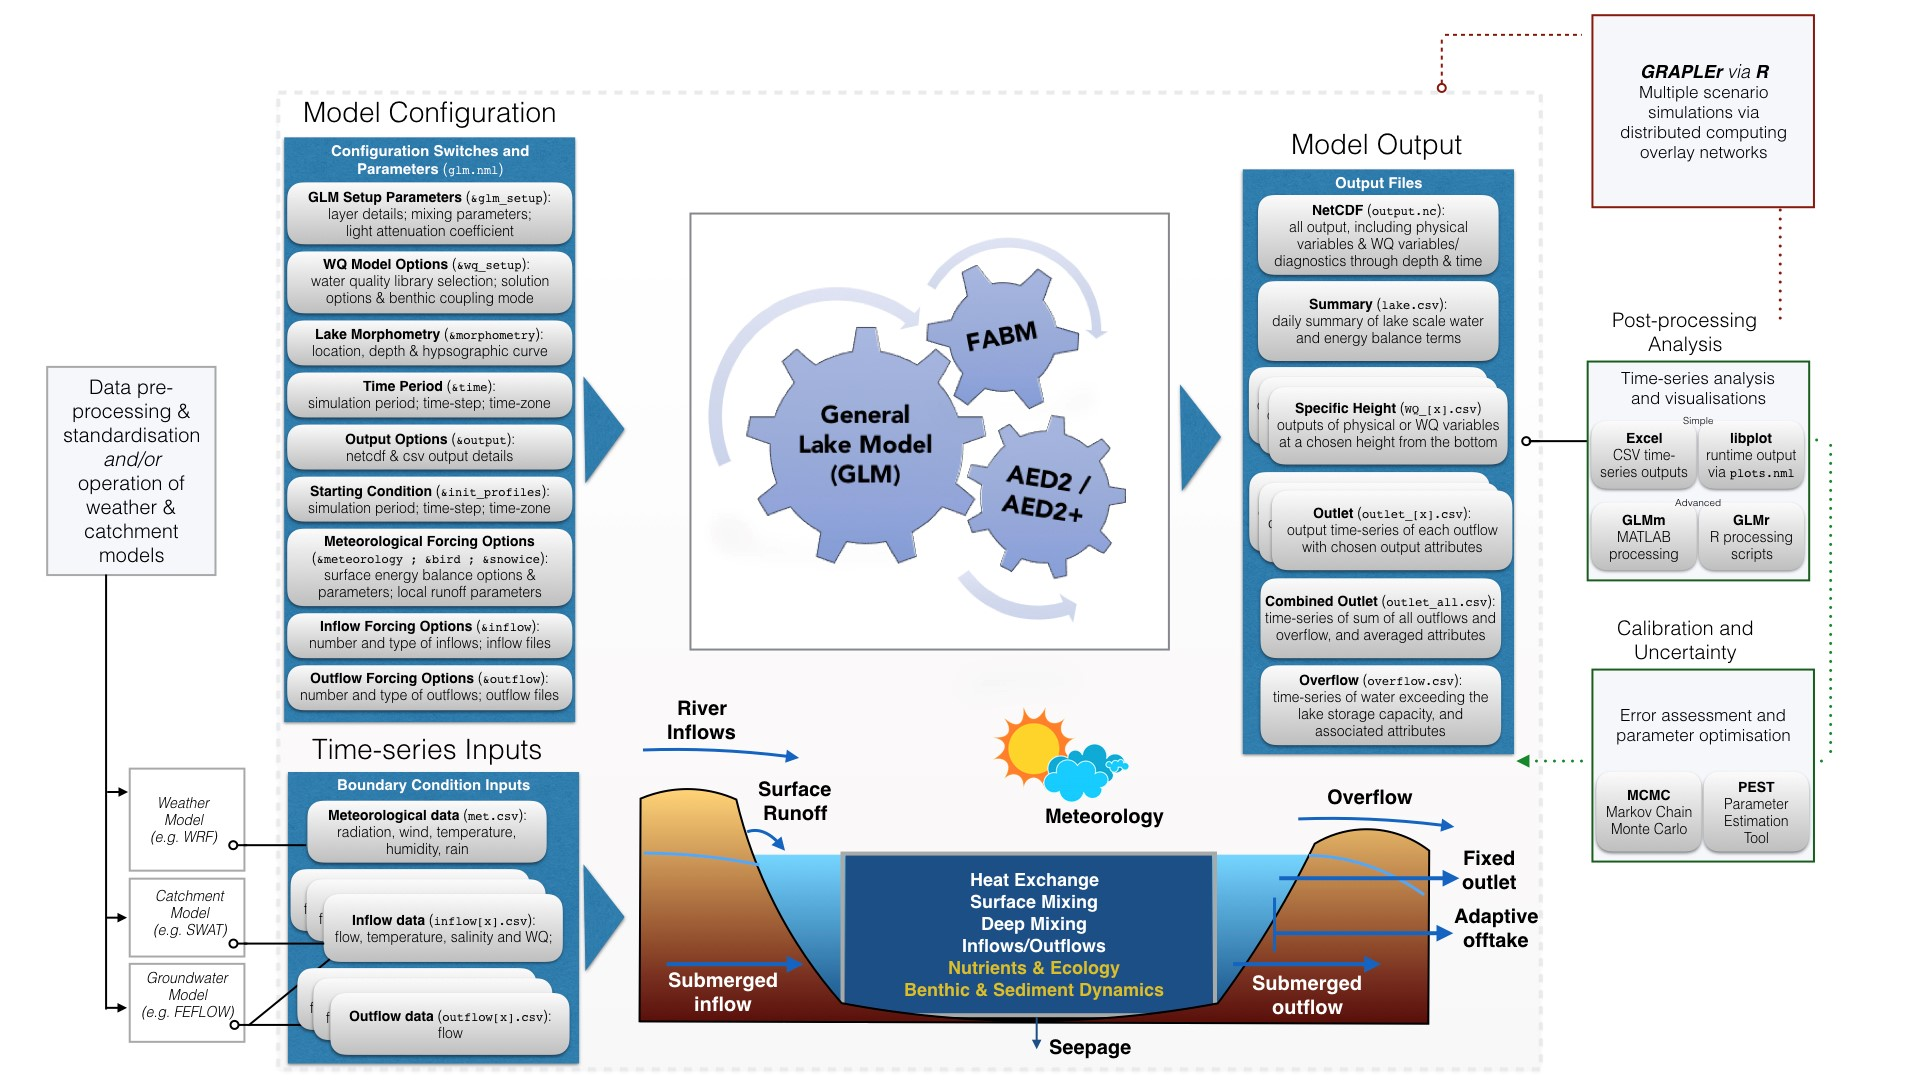 GRAPLEr via R
Multiple scenario
simulations via
distributed computing
overlay networks
Model Configuration
Configuration Switches and
Parameters (glm.nml)
GLM Setup Parameters (&glm_setup):
layer details; mixing parameters;
light attenuation coefficient
WQ Model Options (&wq_setup):
water quality library selection; solution
options & benthic coupling mode
Lake Morphometry (&morphometry):
location, depth & hypsographic curve
Time Period (&time):
simulation period; time-step; time-zone
Output Options (&output):
netcdf & csv output details
Starting Condition (&init_profiles):
simulation period; time-step; time-zone
Meteorological Forcing Options
(&meteorology ; &bird ; &snowice):
surface energy balance options &
parameters; local runoff parameters
Inflow Forcing Options (&inflow):
number and type of inflows; inflow files
Outflow Forcing Options (&outflow):
number and type of outflows; outflow files
Data pre-
processing &
standardisation
and/or
operation of
weather &
catchment
models
Weather
Model
(e.g. WRF)
Catchment
Model
(e.g. SWAT)
Groundwater
Model
(e.g. FEFLOW)
Time-series Inputs
Boundary Condition Inputs
Meteorological data (met.csv):
radiation, wind, temperature,
humidity, rain
f
f
Inflow data (inflow[x].csv):
flow, temperature, salinity and WQ;
f
f
Outflow data (outflow[x].csv):
flow
General
Lake Model
(GLM)
FABM
AED2 /
AED2+
Model Output
Output Files
NetCDF (output.nc):
all output, including physical
variables & WQ variables/
diagnostics through depth & time
Summary (lake.csv):
daily summary of lake scale water
and energy balance terms
Specific Height (WQ_[x].csv)
outputs of physical or WQ variables
at a chosen height from the bottom
Outlet (outlet_[x].csv):
output time-series of each outflow
with chosen output attributes
Combined Outlet (outlet_all.csv):
time-series of sum of all outflows and
overflow, and averaged attributes
Overflow (overflow.csv):
time-series of water exceeding the
lake storage capacity, and
associated attributes
Post-processing
Analysis
Time-series analysis
and visualisations
Simple
Excel
CSV time-
series outputs
libplot
runtime output
via plots.nml
Advanced
GLMm
MATLAB
processing
GLMr
R processing
scripts
Calibration and
Uncertainty
Error assessment and
parameter optimisation
MCMC
Markov Chain
Monte Carlo
PEST
Parameter
Estimation
Tool
River
Inflows
Surface
Runoff
Meteorology
Overflow
Fixed
outlet
Adaptive
offtake
Heat Exchange
Surface Mixing
Deep Mixing
Inflows/Outflows
Nutrients & Ecology
Benthic & Sediment Dynamics
Submerged
inflow
Submerged
outflow
Seepage